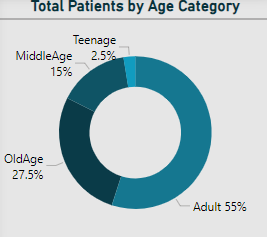 Total Patients by Age Category
Teenage
2.5%
MiddleAge
15%
OldAge
27.5%
Adult 55%